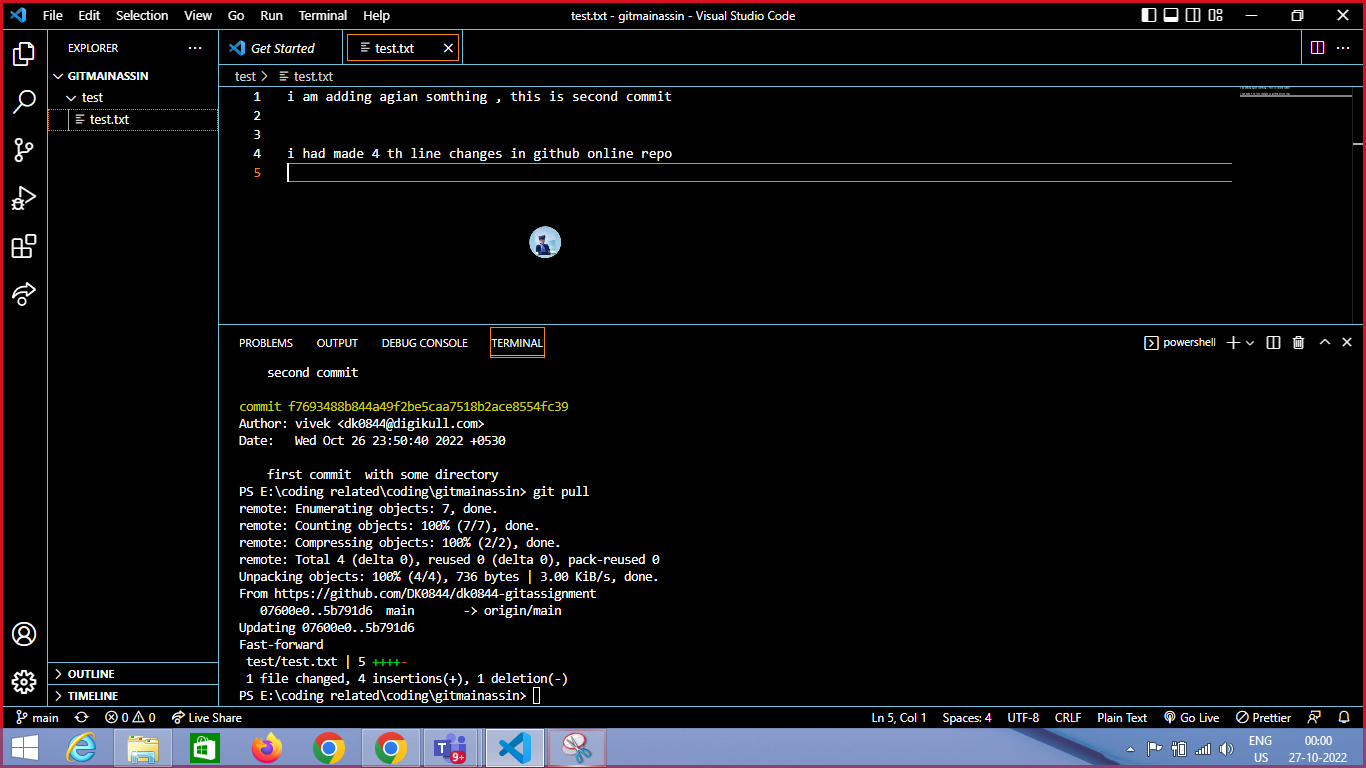 File Edit Selection View Go Run Terminal Help
test.txt - gitmainassin - Visual Studio Code
EXPLORER
GITMAINASSIN
test
test.txt
OUTLINE
TIMELINE
Get Started
test.txt
test > test.txt
1 i am adding agian somthing , this is second commit
2
3
4 i had made 4 th line changes in github online repo
5
PROBLEMS OUTPUT DEBUG CONSOLE TERMINAL
powershell
second commit
commit f7693488b844a49f2be5caa7518b2ace8554fc39
Author: vivek <dk0844@digikull.com>
Date: Wed Oct 26 23:50:40 2022 +0530
first commit with some directory
PS E:\coding related\coding\gitmainassin> git pull
remote: Enumerating objects: 7, done.
remote: Counting objects: 100% (7/7), done.
remote: Compressing objects: 100% (2/2), done.
remote: Total 4 (delta 0), reused 0 (delta 0), pack-reused 0
Unpacking objects: 100% (4/4), 736 bytes | 3.00 KiB/s, done.
From https://github.com/DK0844/dk0844-gitassignment
07600e0..5b791d6 main -> origin/main
Updating 07600e0..5b791d6
Fast-forward
test/test.txt | 5 ++++-
1 file changed, 4 insertions(+), 1 deletion(-)
PS E:\coding related\coding\gitmainassin>
main 0 0 Live Share
Ln 5, Col 1 Spaces: 4 UTF-8 CRLF Plain Text Go Live Prettier
T 9+
ENG 00:00
US 27-10-2022